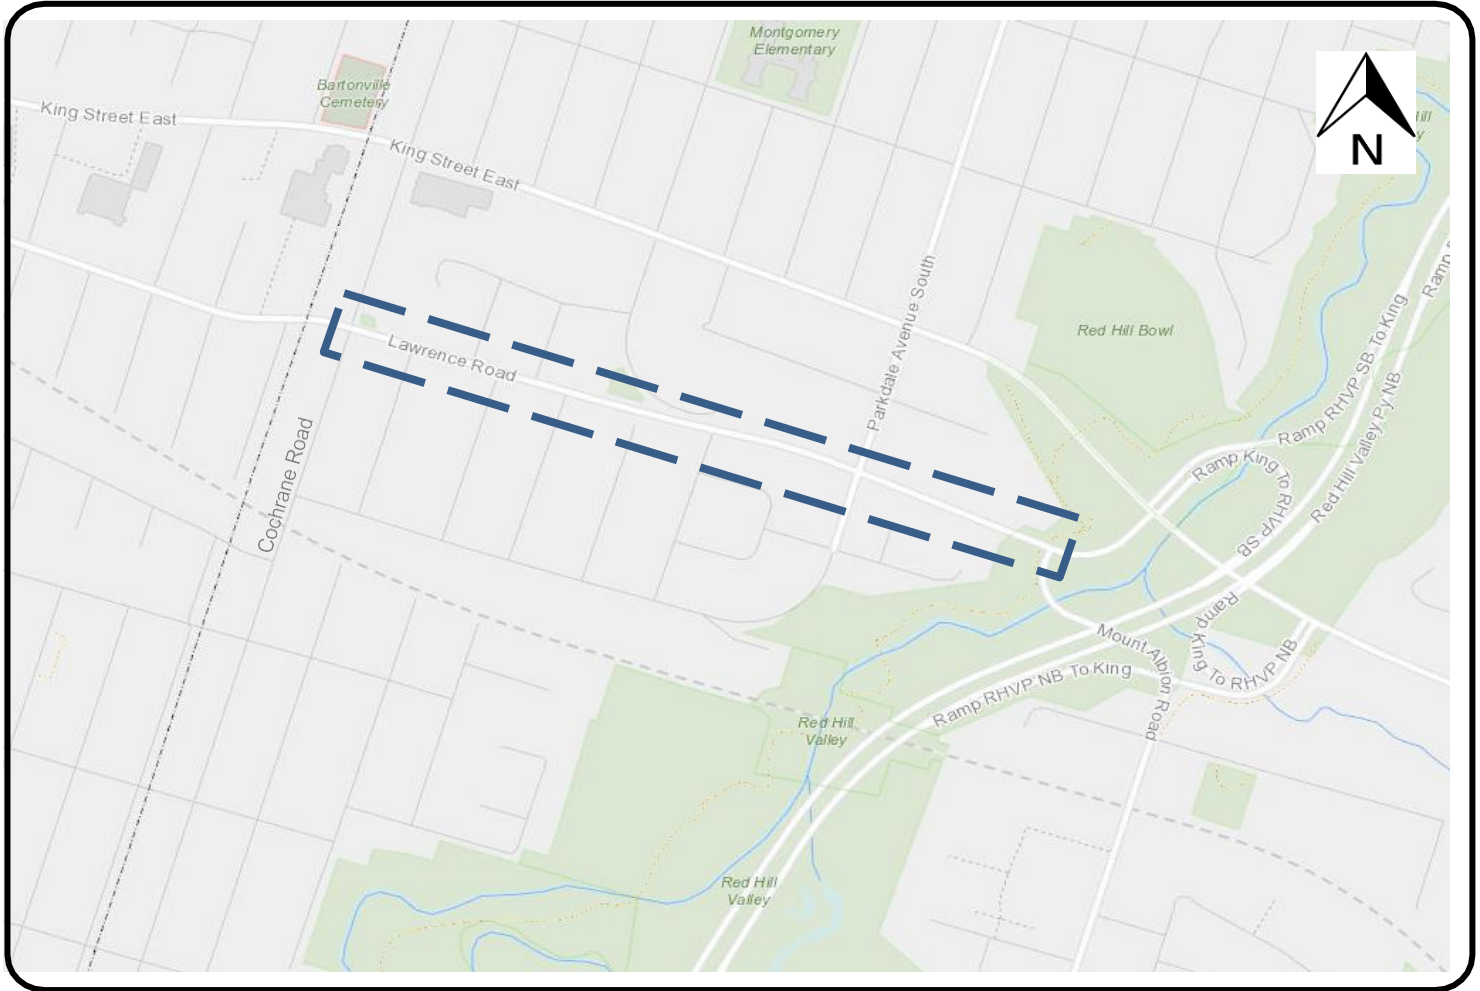 Montgomery
Elementary
Bartonville
Cemetery
King Street East
King Street East
N
Red Hill Bowl
Parkdale Avenue South
Lawrence Road
Cochrane Road
Ramp RHVP SB To King
Ramp
Red Hill Valley Py NB
Ramp King To RHVP SB
Ramp King To RHVP NB
Mount Albion Road
Ramp RHVP NB To King
Red Hill
Valley
Red Hill
Valley